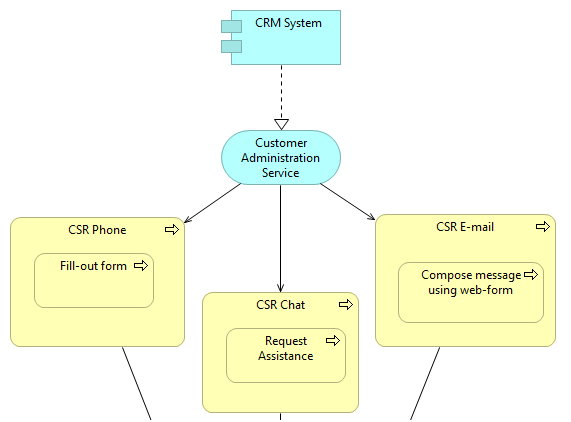 CRM System
Customer
Administration
Service
CSR Phone
Fill-out form
CSR Chat
Request
Assistance
CSR E-mail
Compose message
using web-form